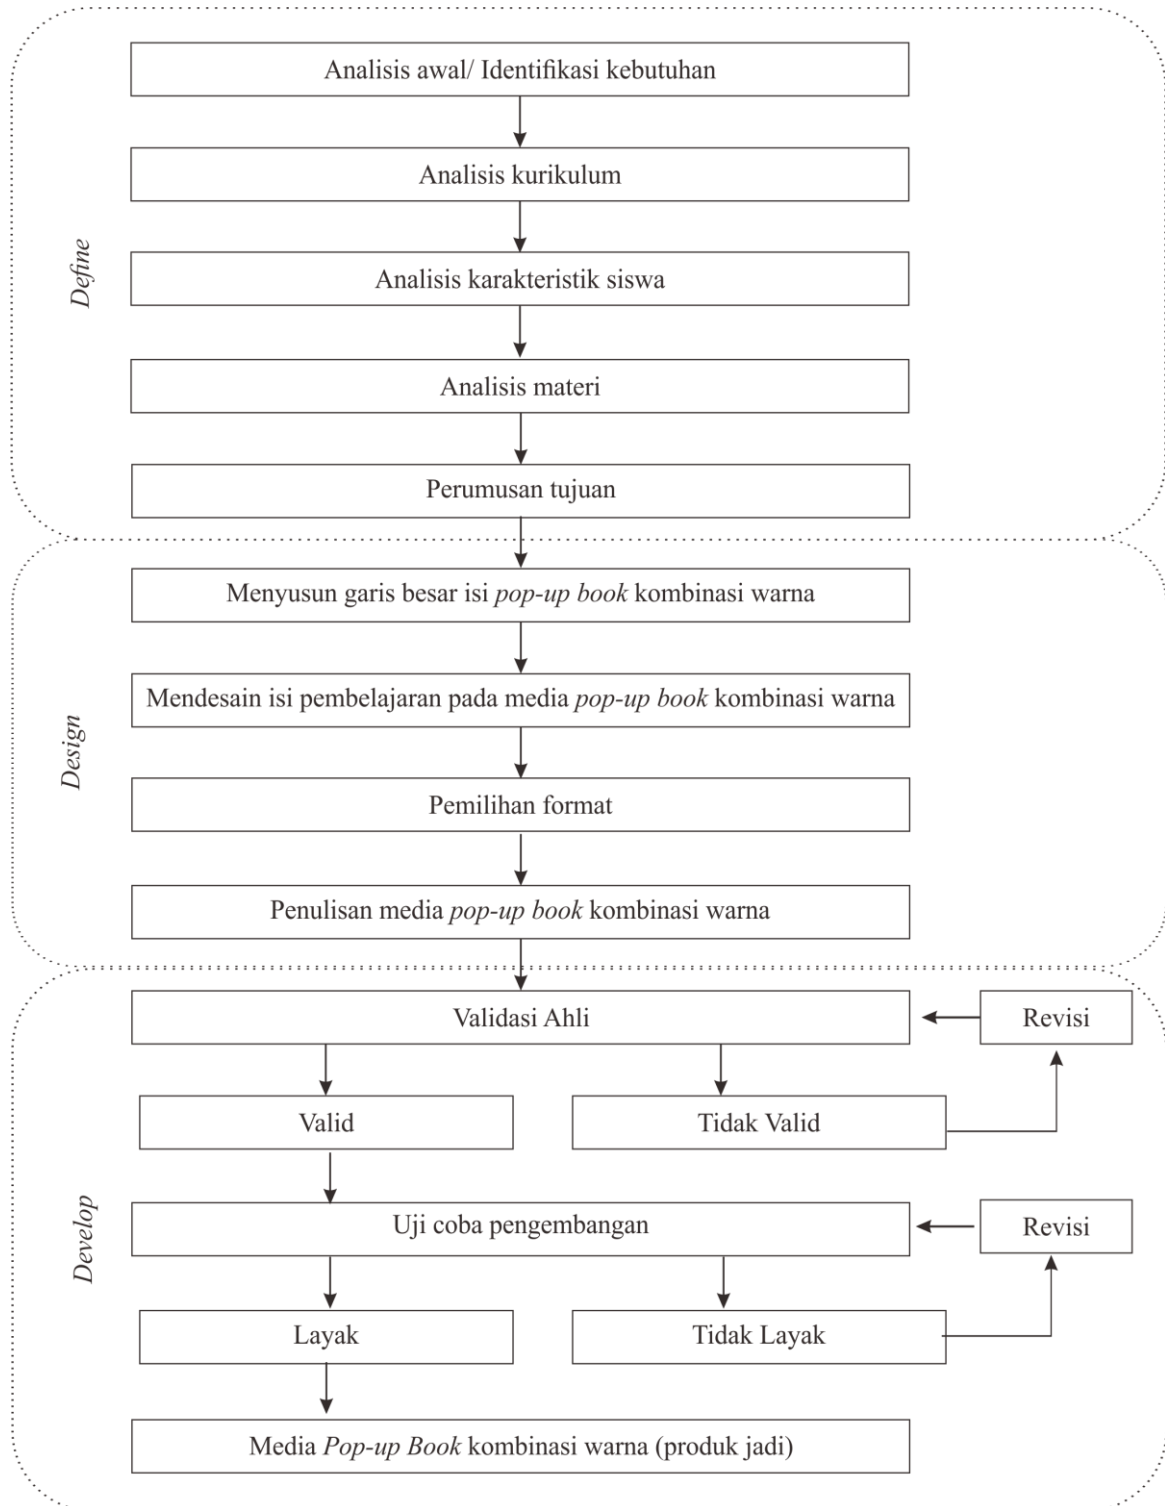 Analisis awal/ Identifikasi kebutuhan
Analisis kurikulum
Define
Analisis karakteristik siswa
Analisis materi
Perumusan tujuan
Menyusun garis besar isi pop-up book kombinasi warna
Mendesain isi pembelajaran pada media pop-up book kombinasi warna
Design
Pemilihan format
Penulisan media pop-up book kombinasi warna
Validasi Ahli
Revisi
Valid
Tidak Valid
Develop
Uji coba pengembangan
Revisi
Layak
Tidak Layak
Media Pop-up Book kombinasi warna (produk jadi)